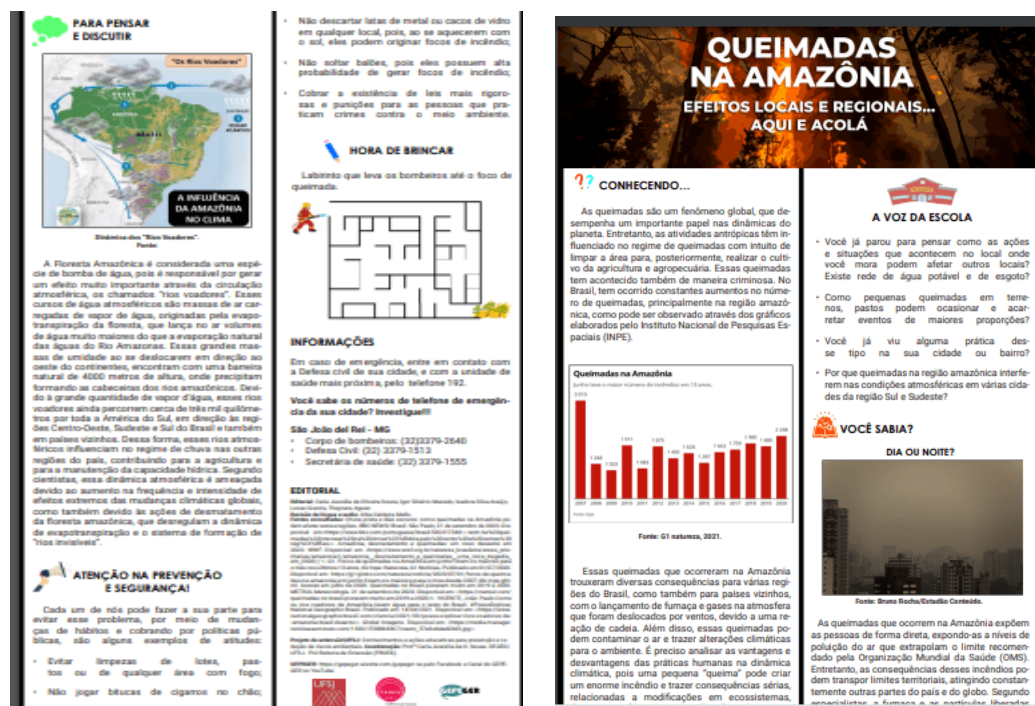 PARA PENSAR
E DISCUTIR
"Os Rios Voadores"
A INFLUÊNCIA
DA AMAZÔNIA
NO CLIMA
Dinâmica dos "Rios Voadores".
Fonte:
A Floresta Amazônica é considerada uma espé-
cie de bomba de água, pois é responsável por gerar
um efeito muito importante através da circulação
atmosférica, os chamados "rios voadores". Esses
cursos de água atmosféricos são massas de ar car-
regadas de vapor de água, originadas pela evapo-
transpiração da floresta, que lança no ar volumes
de água muito maiores do que a evaporação natural
das águas do Rio Amazonas. Essas grandes mas-
sas de umidade ao se deslocarem em direção ao
oeste do continente, encontram com uma barreira
natural de 4000 metros de altura, onde precipitam
formando as cabeceiras dos rios amazônicos. Devi-
do à grande quantidade de vapor d'água, esses rios
voadores ainda percorrem cerca de três mil quilôme-
tros por toda a América do Sul, em direção às regi-
ões Centro-Oeste, Sudeste e Sul do Brasil e também
em países vizinhos. Dessa forma, esses rios atmos-
féricos influenciam no regime de chuva nas outras
regiões do país, contribuindo para a agricultura e
para a manutenção da capacidade hídrica. Segundo
cientistas, essa dinâmica atmosférica é ameaçada
devido ao aumento na frequência e intensidade de
efeitos extremos das mudanças climáticas globais,
como também devido às ações de desmatamento
da floresta amazônica, que desregulam a dinâmica
de evapotranspiração e o sistema de formação de
"rios invisíveis".
ATENÇÃO NA PREVENÇÃO
E SEGURANÇA!
Cada um de nós pode fazer a sua parte para
evitar esse problema, por meio de mudan-
ças de hábitos e cobrando por políticas pú-
blicas, são alguns exemplos de atitudes:
• Evitar limpezas de lotes, pas-
tos ou de qualquer área com fogo;
• Não jogar bitucas de cigarros no chão;
• Não descartar latas de metal ou cacos de vidro
em qualquer local, pois, ao se aquecerem com
o sol, eles podem originar focos de incêndio;
• Não soltar balões, pois eles possuem alta
probabilidade de gerar focos de incêndio;
• Cobrar a existência de leis mais rigoro-
sas e punições para as pessoas que pra-
ticam crimes contra o meio ambiente.
HORA DE BRINCAR
Labirinto que leva os bombeiros até o foco de
queimada.
INFORMAÇÕES
Em caso de emergência, entre em contato com
a Defesa civil de sua cidade, e com a unidade de
saúde mais próxima, pelo telefone 192.
Você sabe os números de telefone de emergên-
cia da sua cidade? Investigue!!!
São João del Rei – MG
• Corpo de bombeiros: (32)3379-2640
• Defesa Civil: (32) 3379-1513
• Secretária de saúde: (32) 3379-1555
EDITORIAL
UFSJ
GEPEGER
QUEIMADAS
NA AMAZÔNIA
EFEITOS LOCAIS E REGIONAIS...
AQUI E ACOLÁ
CONHECENDO...
As queimadas são um fenômeno global, que de-
sempenha um importante papel nas dinâmicas do
planeta. Entretanto, as atividades antrópicas têm in-
fluenciado no regime de queimadas com intuito de
limpar a área para, posteriormente, realizar o culti-
vo da agricultura e agropecuária. Essas queimadas
tem acontecido também de maneira criminosa. No
Brasil, tem ocorrido constantes aumentos no núme-
ro de queimadas, principalmente na região amazô-
nica, como pode ser observado através dos gráficos
elaborados pelo Instituto Nacional de Pesquisas Es-
paciais (INPE).
Queimadas na Amazônia
Junho teve o maior número de incêndios em 13 anos.
2007 2008 2009 2010 2011 2012 2013 2014 2015 2016 2017 2018 2019 2020
Fonte: G1 natureza, 2021.
Essas queimadas que ocorreram na Amazônia
trouxeram diversas consequências para várias regi-
ões do Brasil, como também para países vizinhos,
com o lançamento de fumaça e gases na atmosfera
que foram deslocados por ventos, devido a uma re-
ação de cadeia. Além disso, essas queimadas po-
dem contaminar o ar e trazer alterações climáticas
para o ambiente. É preciso analisar as vantagens e
desvantagens das práticas humanas na dinâmica
climática, pois uma pequena "queima" pode criar
um enorme incêndio e trazer consequências sérias,
relacionadas a modificações em ecossistemas,
A VOZ DA ESCOLA
• Você já parou para pensar como as ações
e situações que acontecem no local onde
você mora podem afetar outros locais?
Existe rede de água potável e de esgoto?
• Como pequenas queimadas em terre-
nos, pastos podem ocasionar e acar-
retar eventos de maiores proporções?
• Você já viu alguma prática des-
se tipo na sua cidade ou bairro?
• Por que queimadas na região amazônica interfe-
rem nas condições atmosféricas em várias cida-
des da região Sul e Sudeste?
VOCÊ SABIA?
DIA OU NOITE?
Fonte: Bruno Rocha/Estadão Conteúdo.
As queimadas que ocorrem na Amazônia expõem
as pessoas de forma direta, expondo-as a níveis de
poluição do ar que extrapolam o limite recomen-
dado pela Organização Mundial da Saúde (OMS).
Entretanto, as consequências desses incêndios po-
dem transpor limites territoriais, atingindo constan-
temente outras partes do país e do globo. Segundo
especialistas, a fumaça e as partículas liberadas